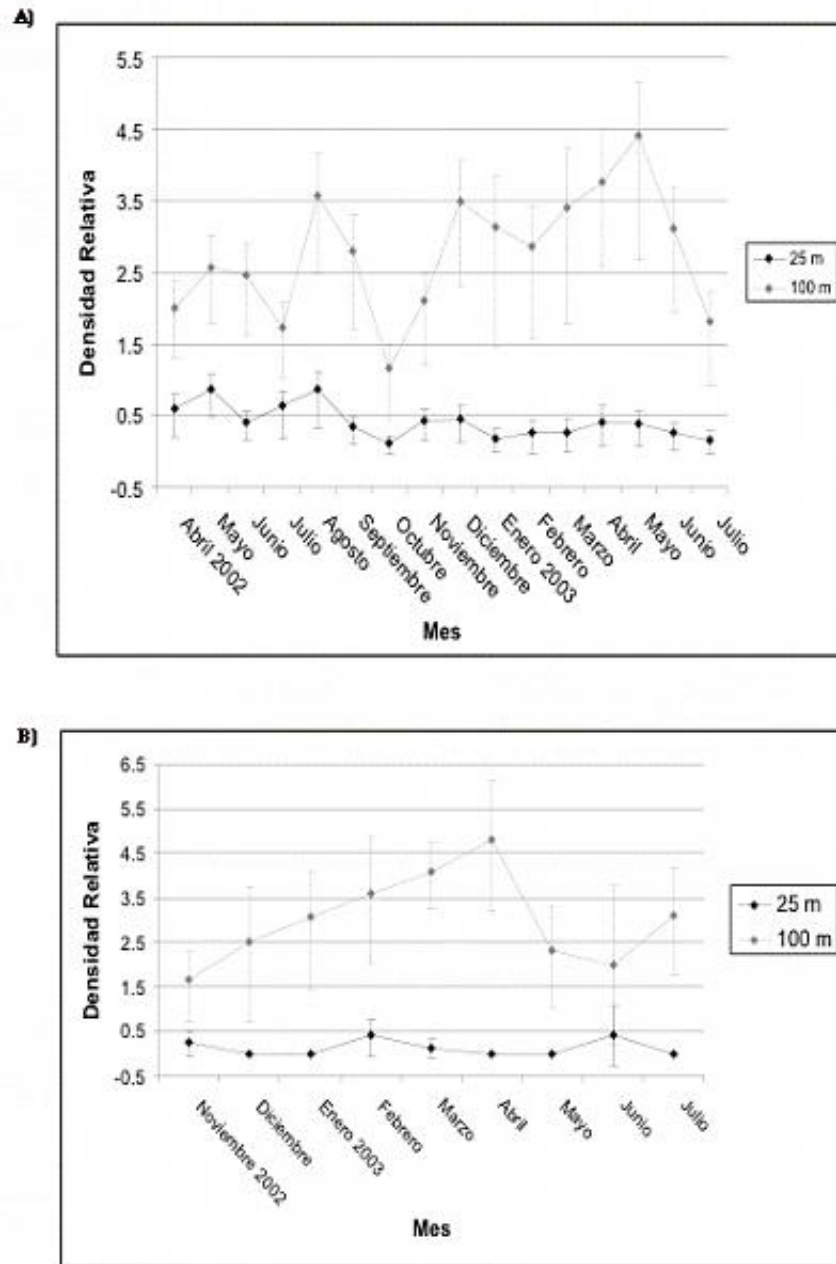 A)
5.5
4.5
3.5
2.5
1.5
0.5
-0.5
Densidad Relativa
25 m
100 m
Abril 2002
Mayo
Junio
Julio
Agosto
Septiembre
Octubre
Noviembre
Diciembre
Enero 2003
Febrero
Marzo
Abril
Mayo
Junio
Julio
Mes
B)
6.5
5.5
4.5
3.5
2.5
1.5
0.5
-0.5
Densidad Relativa
25 m
100 m
Noviembre 2002
Diciembre
Enero 2003
Febrero
Marzo
Abril
Mayo
Junio
Julio
Mes